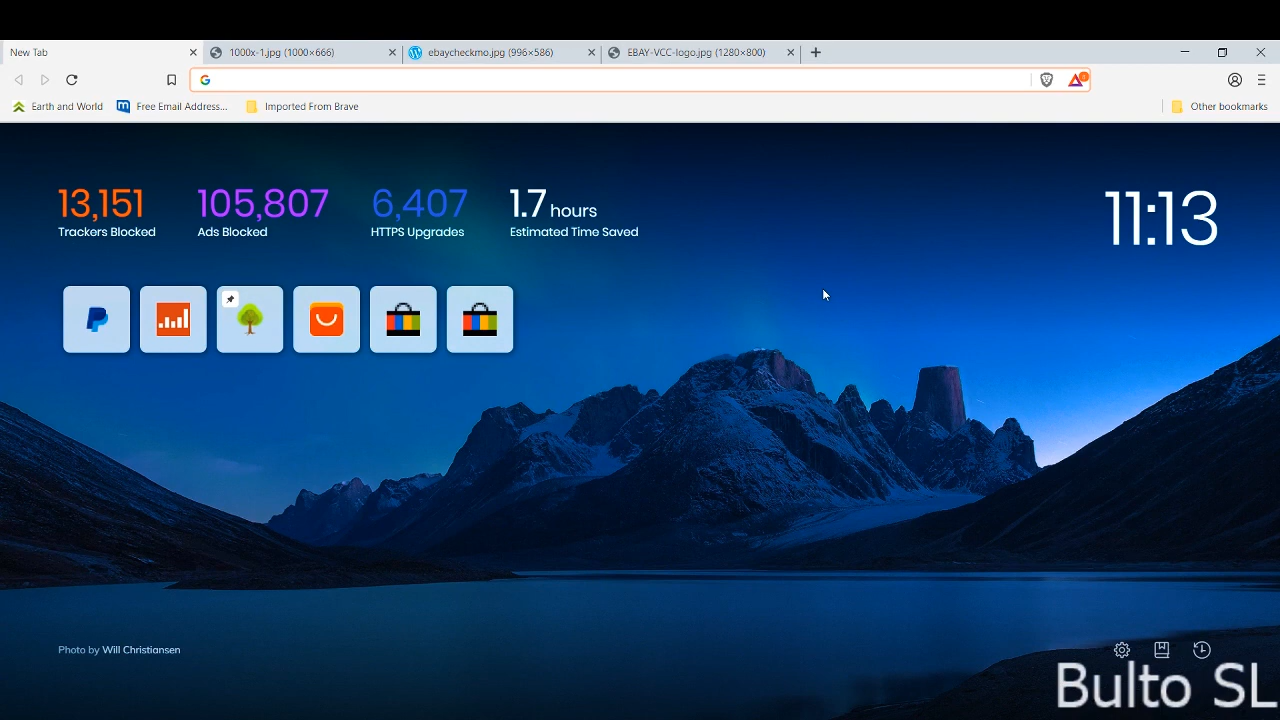 New Tab
1000x-1.jpg (1000×666)
ebaycheckmo.jpg (996×586)
EBAY-VCC-logo.jpg (1280×800)
Earth and World
Free Email Address...
Imported From Brave
Other bookmarks
13,151
105,807
6,407
1.7 hours
11:13
Trackers Blocked
Ads Blocked
HTTPS Upgrades
Estimated Time Saved
Photo by Will Christiansen
Bulto SL